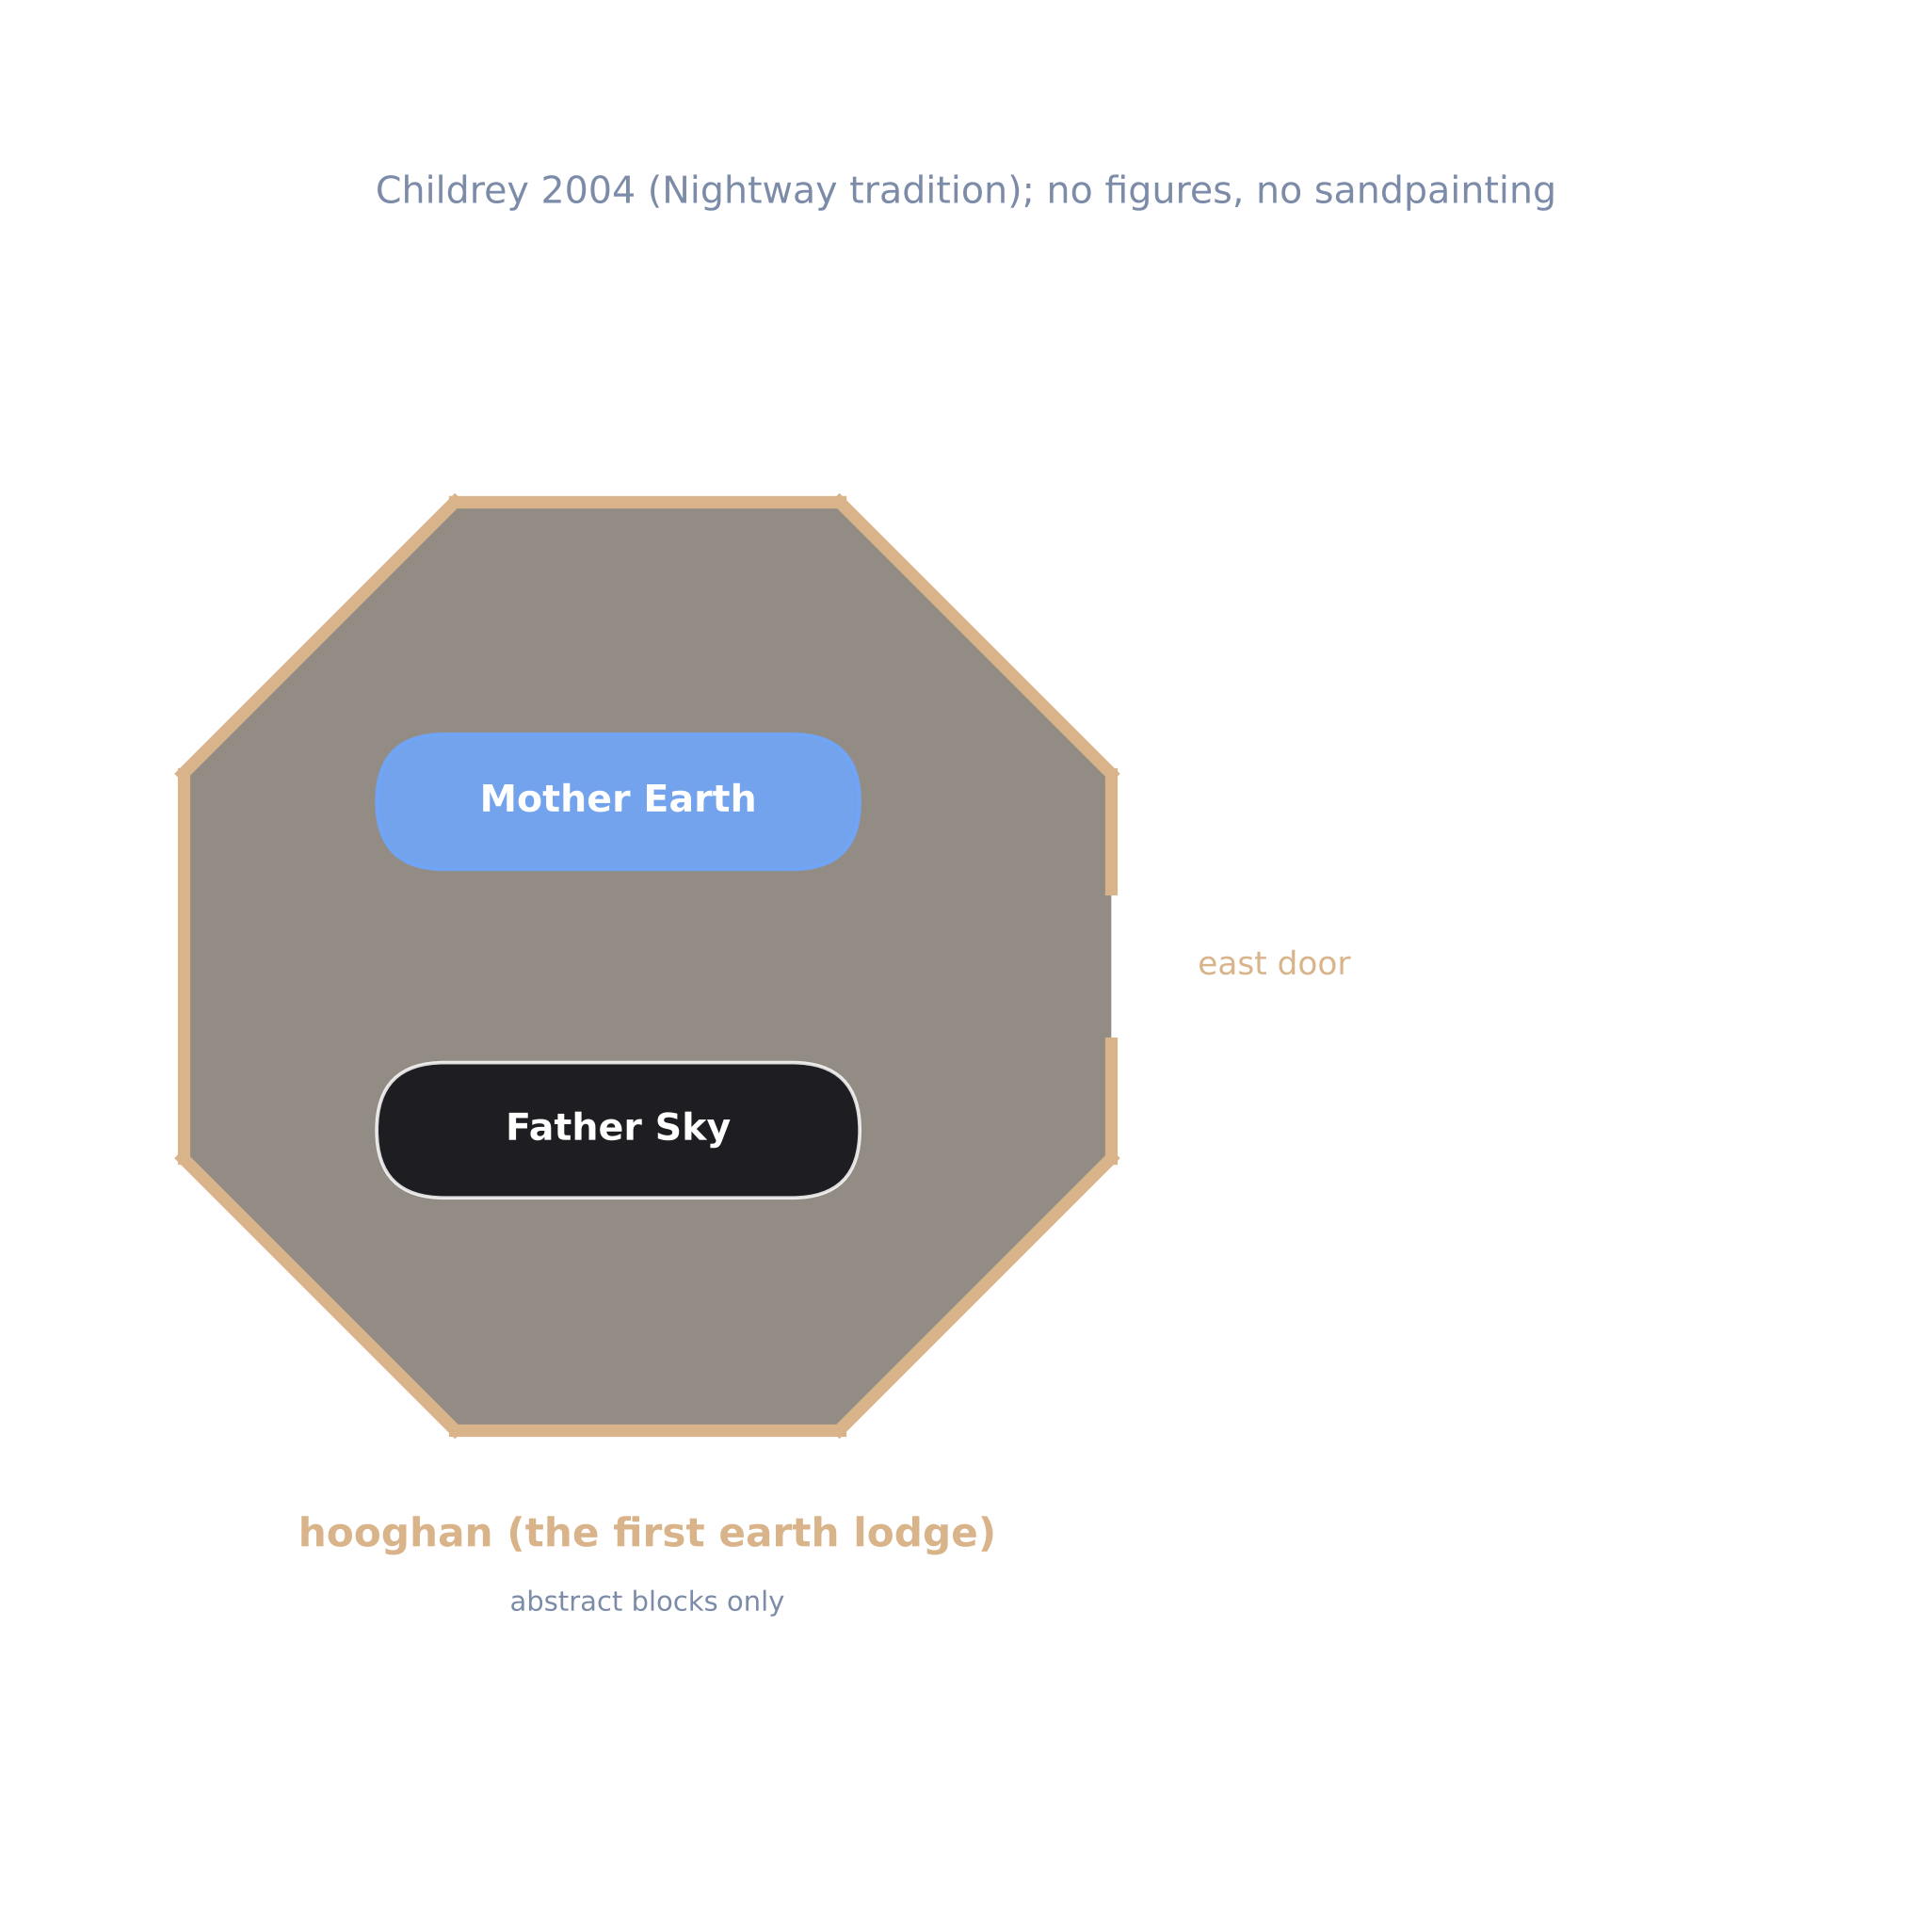 Childrey 2004 (Nightway tradition); no figures, no sandpainting
Mother Earth
east door
Father Sky
hooghan (the first earth lodge)
abstract blocks only